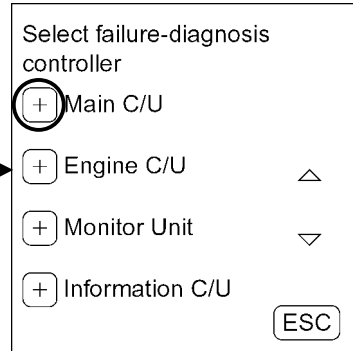 Select failure-diagnosis
controller
+ Main C/U
+ Engine C/U
+ Monitor Unit
+ Information C/U
ESC